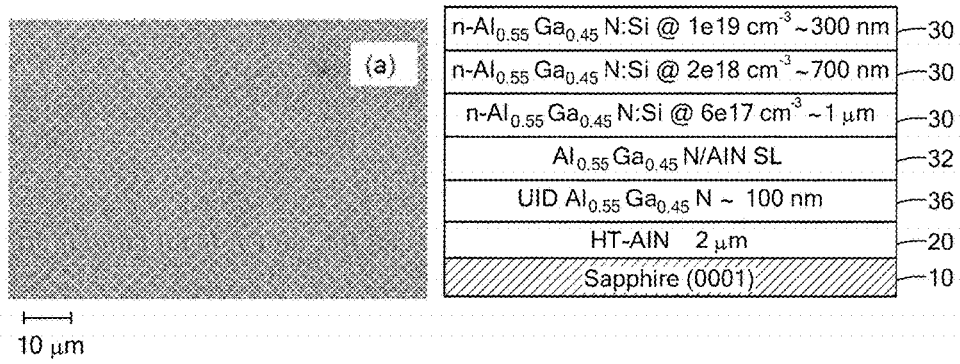 (a)
10 μm
n-Al0.55 Ga0.45 N:Si @ 1e19 cm-3 ~300 nm 30
n-Al0.55 Ga0.45 N:Si @ 2e18 cm-3 ~700 nm 30
n-Al0.55 Ga0.45 N:Si @ 6e17 cm-3 ~1 μm 30
Al0.55 Ga0.45 N/AlN SL 32
UID Al0.55 Ga0.45 N ~ 100 nm 36
HT-AlN 2 μm 20
Sapphire (0001) 10